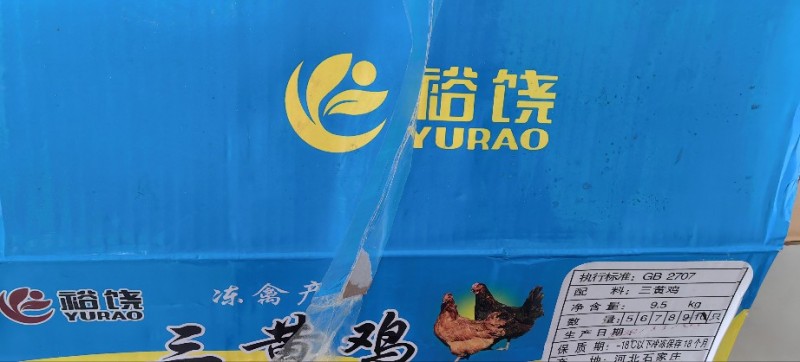 裕饶
YURAO
裕饶
YURAO
冻禽产
三黄鸡
执行标准: GB 2707
配 料: 三黄鸡
净含量: 9.5 kg
数 量: 5 6 7 8 9 10 只
生产日期
保质期: -18℃以下冷冻保存18个月
河北石家庄